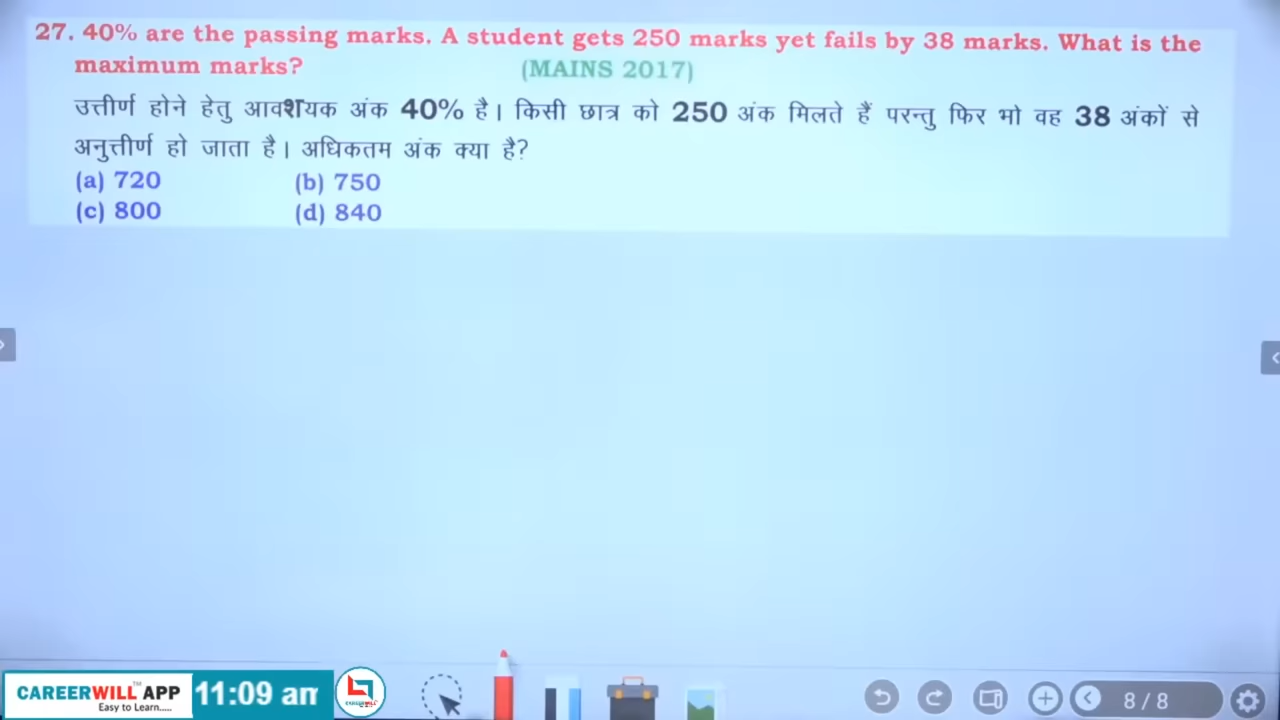 27. 40% are the passing marks. A student gets 250 marks yet fails by 38 marks. What is the
maximum marks? (MAINS 2017)
उत्तीर्ण होने हेतु आवश्यक अंक 40% है। किसी छात्र को 250 अंक मिलते हैं परन्तु फिर भो वह 38 अंकों से
अनुत्तीर्ण हो जाता है। अधिकतम अंक क्या है?
(a) 720 (b) 750
(c) 800 (d) 840
CAREERWILL APP
Easy to Learn.....
11:09 am
CAREERWILL
8 / 8